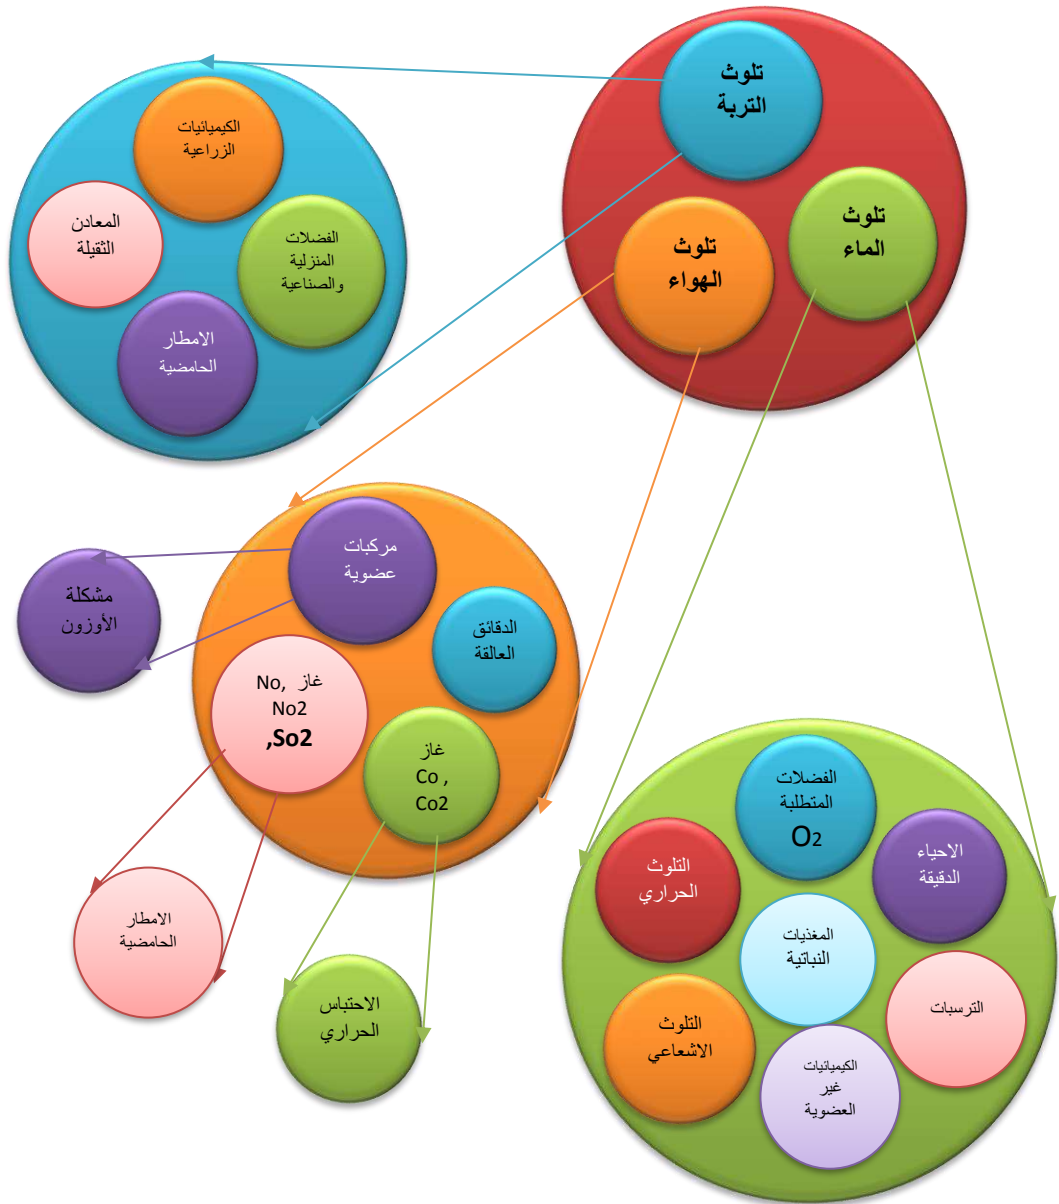 تلوث
التربة
تلوث
الماء
تلوث
الهواء
الكيميائيات
الزراعية
الفضلات
المنزلية
والصناعية
المعادن
الثقيلة
الامطار
الحامضية
مركبات
عضوية
الدقائق
العالقة
غاز No,
No2
,So2
غاز
Co ,
Co2
مشكلة
الأوزون
الامطار
الحامضية
الاحتباس
الحراري
الفضلات
المتطلبة
O2
الاحياء
الدقيقة
التلوث
الحراري
المغذيات
النباتية
الترسبات
التلوث
الاشعاعي
الكيميائيات
غير
العضوية